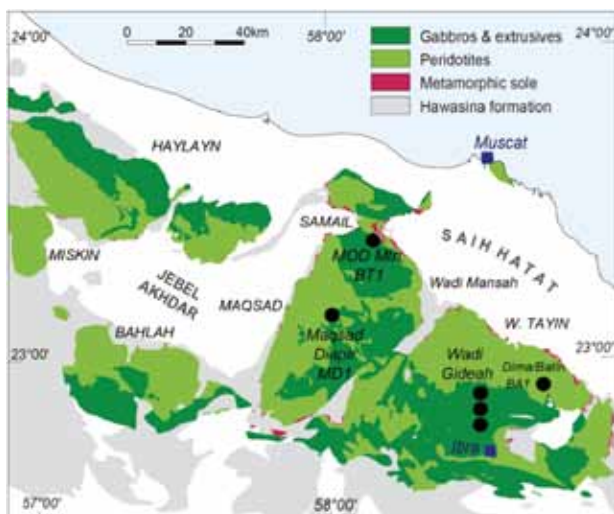 24°00'
0 20 40km
58°00'
24°00'
Gabbros & extrusives
Peridotites
Metamorphic sole
Hawasina formation
HAYLAYN
Muscat
SAMAIL
SAIH HATAT
MISKIN
MOD Mtn
BT1
Wadi Mansah
JEBEL
AKHDAR
MAQSAD
BAHLAH
Maqsad
Diapir
MD1
W. TAYIN
23°00'
23°00'
Wadi
Gideah
Dima/Batin
BA1
Ibra
57°00'
58°00'